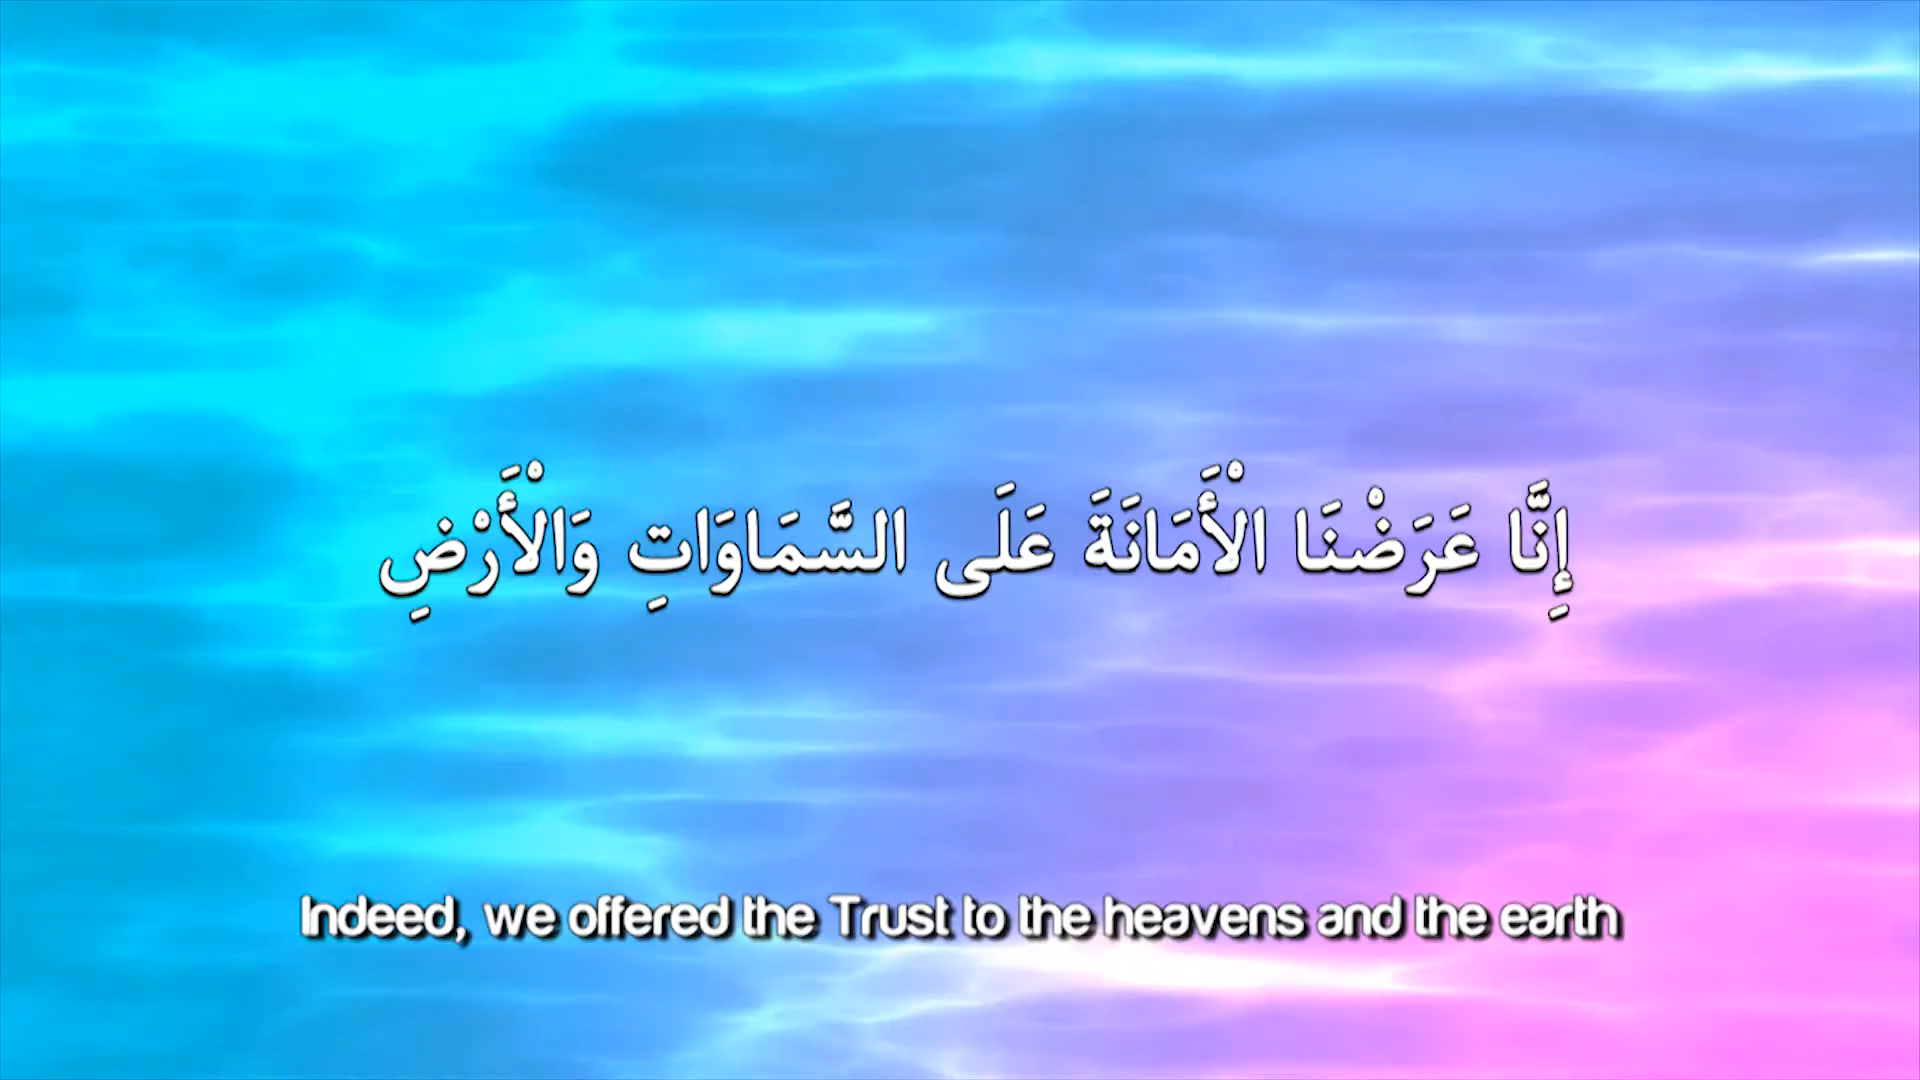 إِنَّا عَرَضْنَا الْأَمَانَةَ عَلَى السَّمَاوَاتِ وَالْأَرْضِ
Indeed, we offered the Trust to the heavens and the earth